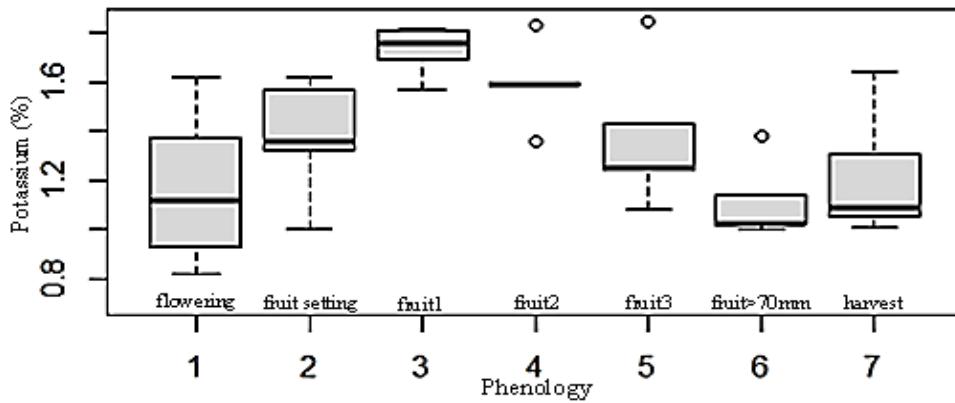 Potassium (%)
1.6
1.2
0.8
flowering fruit setting fruit1 fruit2 fruit3 fruit>70mm harvest
1 2 3 4 5 6 7
Phenology